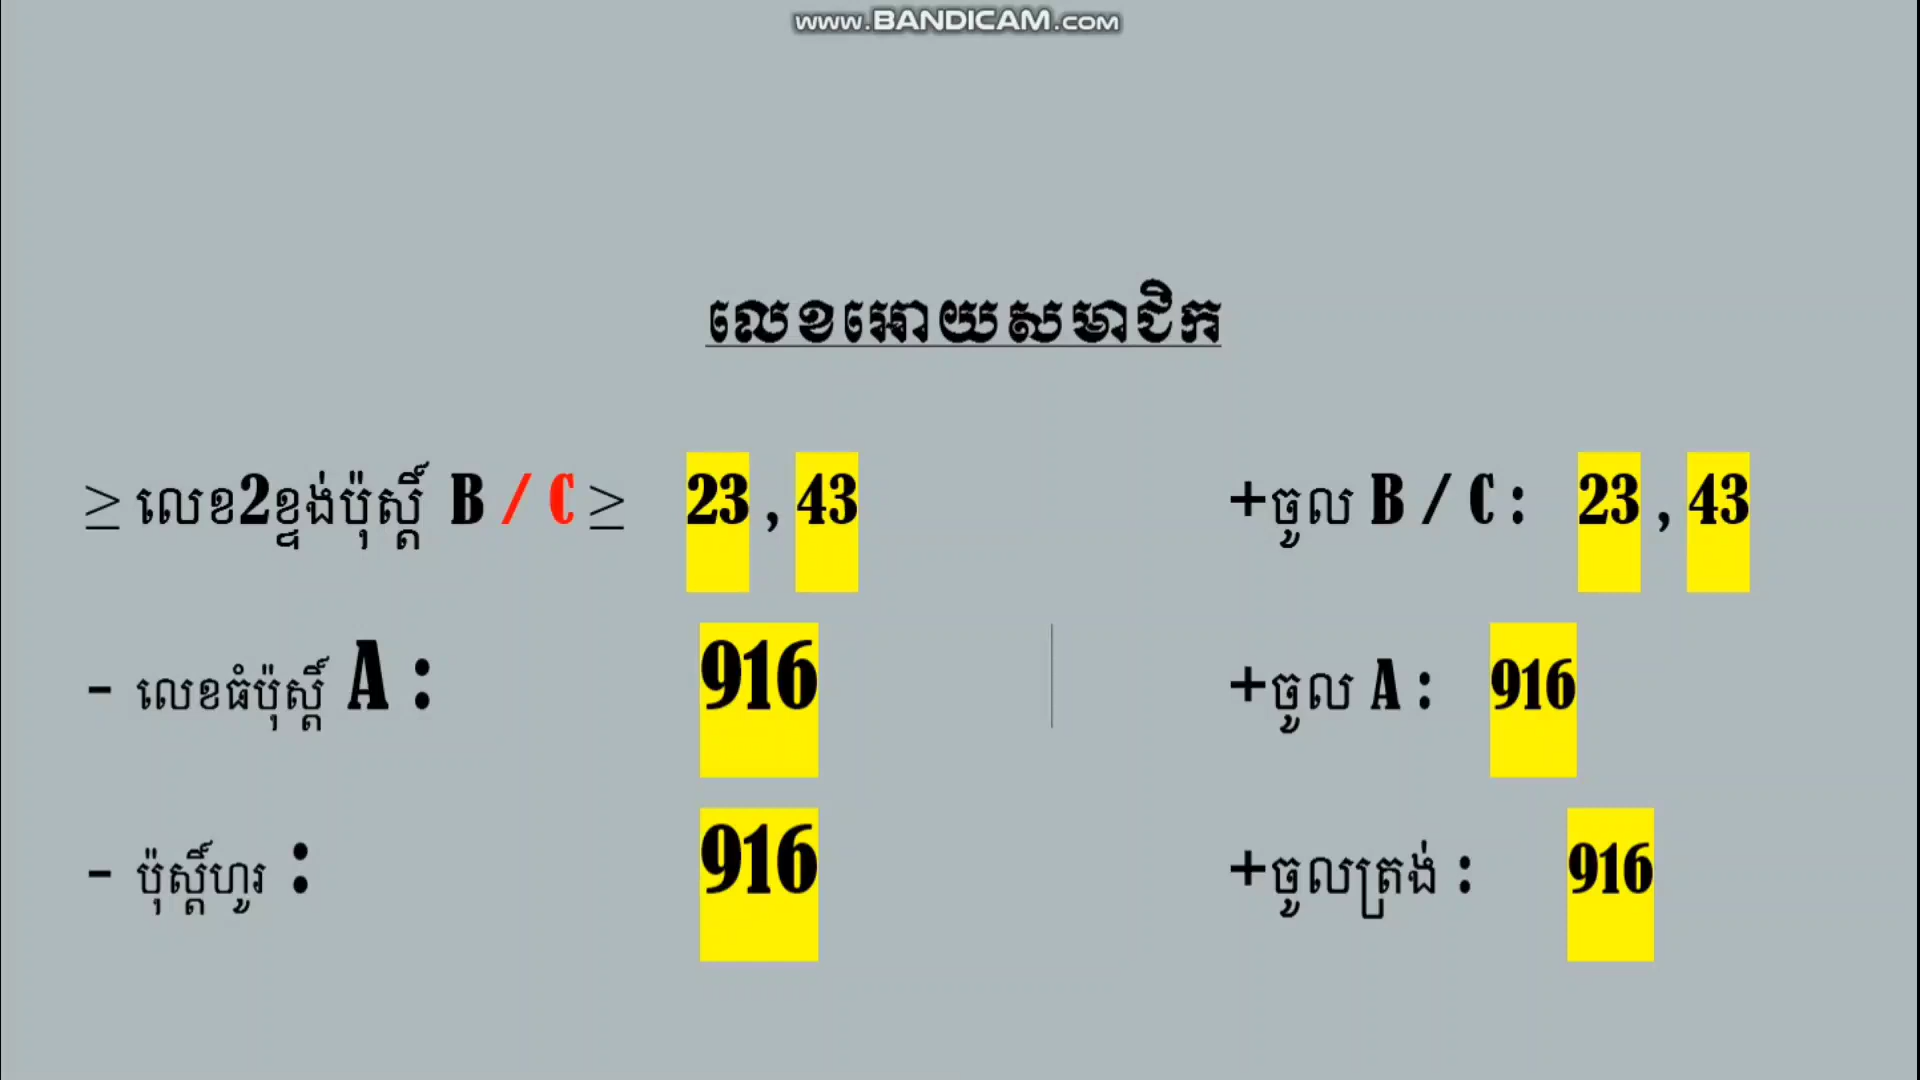 www.BANDICAM.com
លេខអោយសមាជិក
≥ លេខ2ខ្ទង់ប៉ុស្តិ៍ B / C ≥ 23 , 43 +ចូល B / C : 23 , 43
- លេខធំប៉ុស្តិ៍ A : 916 +ចូល A : 916
- ប៉ុស្តិ៍ហូរ : 916 +ចូលត្រង់ : 916